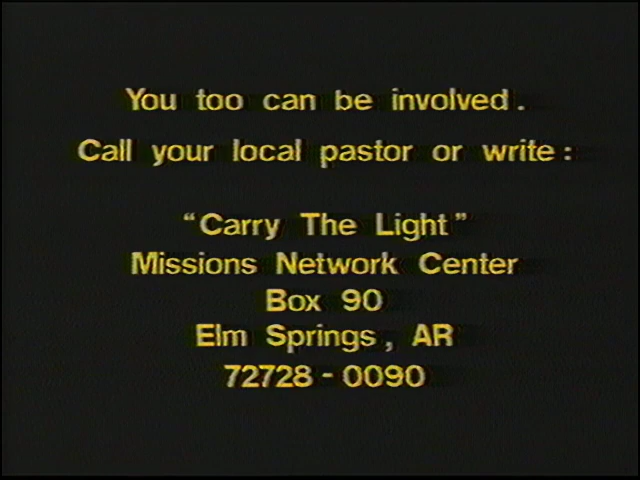 You too can be involved.
Call your local pastor or write:
“Carry The Light”
Missions Network Center
Box 90
Elm Springs, AR
72728-0090